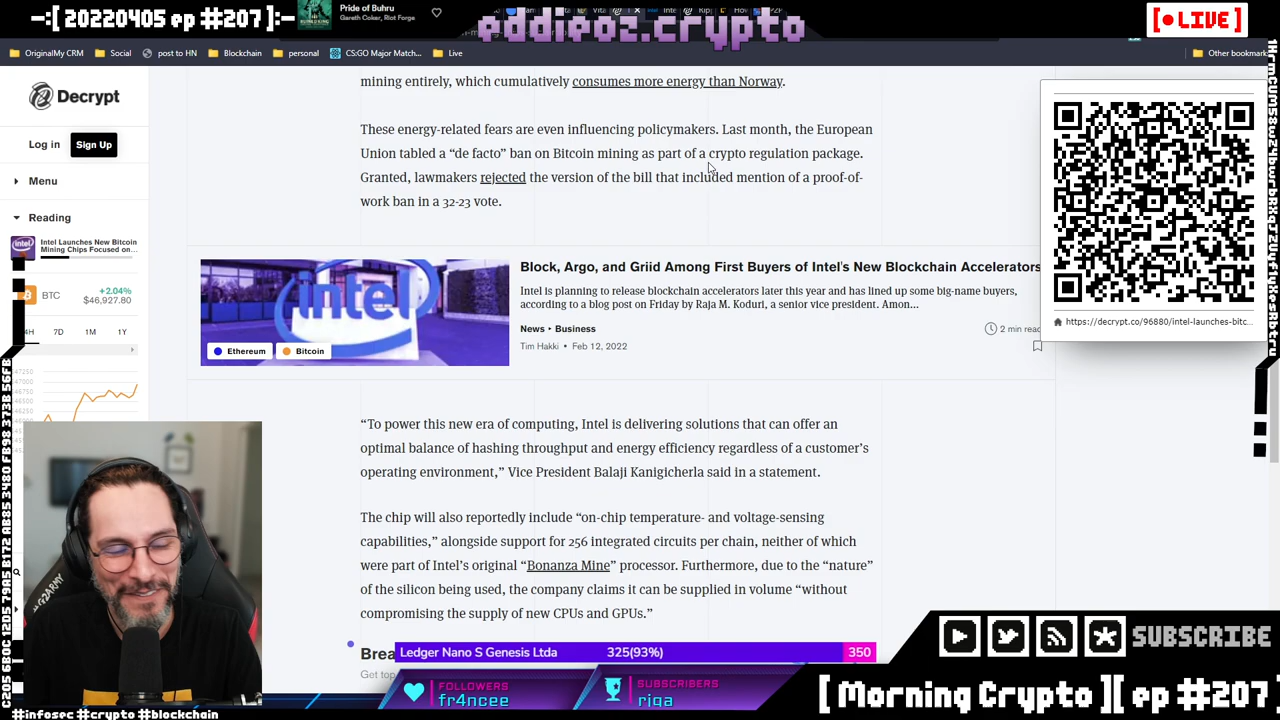 -:[ 20220405 ep #207]:-
Pride of Buhru
Gareth Coker, Riot Forge
eddieoz.crypto
[●LIVE]
OriginalMy CRM
Social
post to HN
Blockchain
personal
CS:GO Major Match...
Live
Other bookmark
Decrypt
Log in
Sign Up
Menu
Reading
Intel Launches New Bitcoin
Mining Chips Focused on...
BTC
+2.04%
$46,927.80
7D
1M
1Y
mining entirely, which cumulatively consumes more energy than Norway.
These energy-related fears are even influencing policymakers. Last month, the European
Union tabled a “de facto” ban on Bitcoin mining as part of a crypto regulation package.
Granted, lawmakers rejected the version of the bill that included mention of a proof-of-
work ban in a 32-23 vote.
intel
Ethereum
Bitcoin
Block, Argo, and Griid Among First Buyers of Intel's New Blockchain Accelerators
Intel is planning to release blockchain accelerators later this year and has lined up some big-name buyers,
according to a blog post on Friday by Raja M. Koduri, a senior vice president. Amon...
News • Business
2 min read
Tim Hakki • Feb 12, 2022
https://decrypt.co/96880/intel-launches-bitc...
“To power this new era of computing, Intel is delivering solutions that can offer an
optimal balance of hashing throughput and energy efficiency regardless of a customer’s
operating environment,” Vice President Balaji Kanigicherla said in a statement.
The chip will also reportedly include “on-chip temperature- and voltage-sensing
capabilities,” alongside support for 256 integrated circuits per chain, neither of which
were part of Intel’s original “Bonanza Mine” processor. Furthermore, due to the “nature”
of the silicon being used, the company claims it can be supplied in volume “without
compromising the supply of new CPUs and GPUs.”
Ledger Nano S Genesis Ltda 325(93%) 350
FOLLOWERS
fr4ncee
SUBSCRIBERS
riga
SUBSCRIBE
[ Morning Crypto ][ ep #207 ]
#infosec #crypto #blockchain